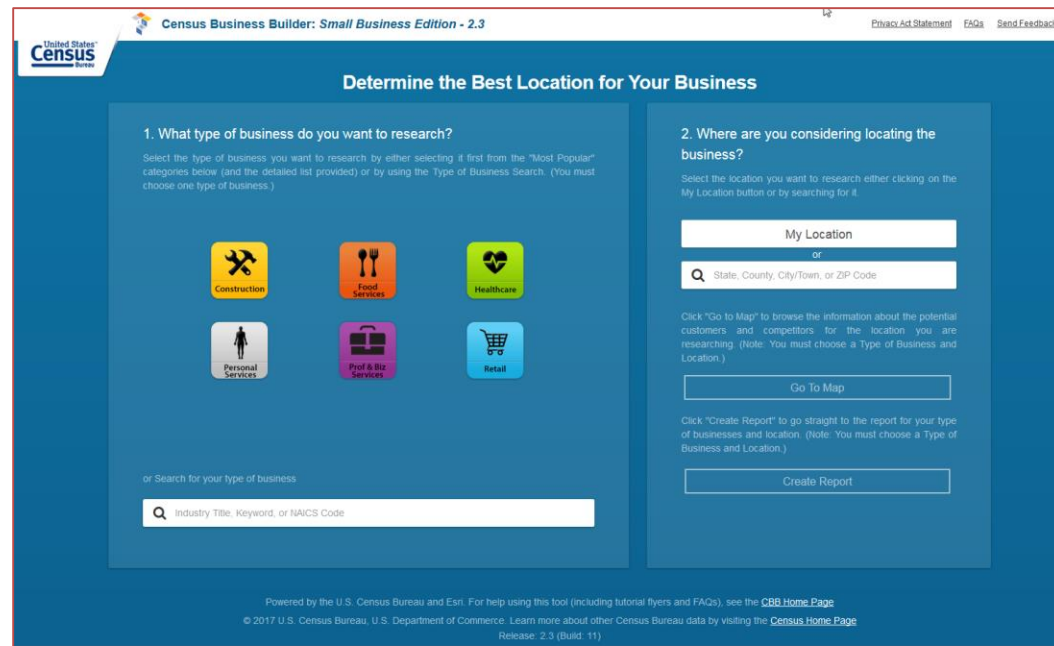 Census Business Builder: Small Business Edition - 2.3
Privacy Act Statement FAQs Send Feedback
United States®
Census
Bureau
Determine the Best Location for Your Business
1. What type of business do you want to research?
Select the type of business you want to research by either selecting it first from the "Most Popular"
categories below (and the detailed list provided) or by using the Type of Business Search. (You must
choose one type of business.)
Construction
Food
Services
Healthcare
Personal
Services
Prof & Biz
Services
Retail
or Search for your type of business
Industry Title, Keyword, or NAICS Code
2. Where are you considering locating the
business?
Select the location you want to research either clicking on the
My Location button or by searching for it.
My Location
or
State, County, City/Town, or ZIP Code
Click "Go to Map" to browse the information about the potential
customers and competitors for the location you are
researching. (Note: You must choose a Type of Business and
Location.)
Go To Map
Click "Create Report" to go straight to the report for your type
of businesses and location. (Note: You must choose a Type of
Business and Location.)
Create Report
Powered by the U.S. Census Bureau and Esri. For help using this tool (including tutorial flyers and FAQs), see the CBB Home Page
© 2017 U.S. Census Bureau, U.S. Department of Commerce. Learn more about other Census Bureau data by visiting the Census Home Page
Release: 2.3 (Build: 11)